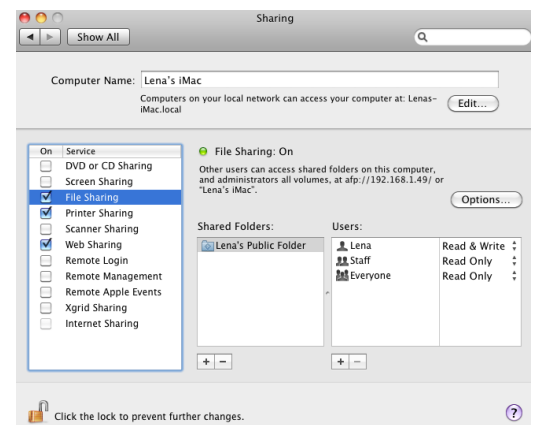 Sharing
Show All
Computer Name: Lena's iMac
Computers on your local network can access your computer at: Lenas-
iMac.local
Edit...
On Service
DVD or CD Sharing
Screen Sharing
File Sharing
Printer Sharing
Scanner Sharing
Web Sharing
Remote Login
Remote Management
Remote Apple Events
Xgrid Sharing
Internet Sharing
File Sharing: On
Other users can access shared folders on this computer,
and administrators all volumes, at afp://192.168.1.49/ or
"Lena's iMac".
Options...
Shared Folders:
Lena's Public Folder
Users:
Lena Read & Write
Staff Read Only
Everyone Read Only
+ −
+ −
Click the lock to prevent further changes.
?